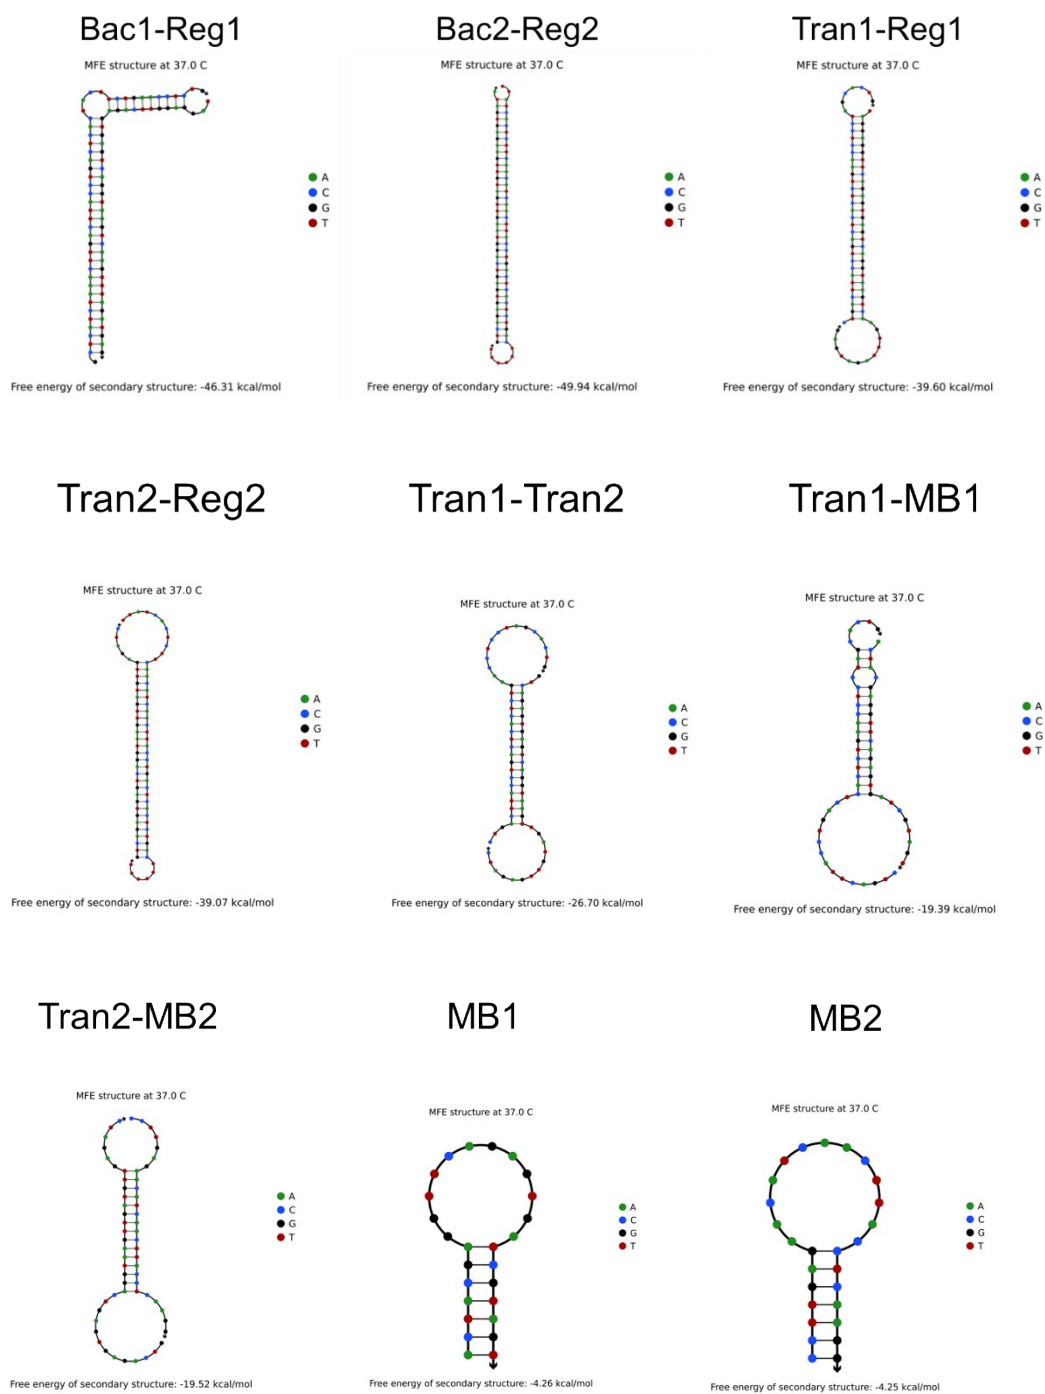 Bac1-Reg1
MFE structure at 37.0 C
A
C
G
T
Free energy of secondary structure: -46.31 kcal/mol
Bac2-Reg2
MFE structure at 37.0 C
A
C
G
T
Free energy of secondary structure: -49.94 kcal/mol
Tran1-Reg1
MFE structure at 37.0 C
A
C
G
T
Free energy of secondary structure: -39.60 kcal/mol
Tran2-Reg2
MFE structure at 37.0 C
A
C
G
T
Free energy of secondary structure: -39.07 kcal/mol
Tran1-Tran2
MFE structure at 37.0 C
A
C
G
T
Free energy of secondary structure: -26.70 kcal/mol
Tran1-MB1
MFE structure at 37.0 C
A
C
G
T
Free energy of secondary structure: -19.39 kcal/mol
Tran2-MB2
MFE structure at 37.0 C
A
C
G
T
Free energy of secondary structure: -19.52 kcal/mol
MB1
MFE structure at 37.0 C
A
C
G
T
Free energy of secondary structure: -4.26 kcal/mol
MB2
MFE structure at 37.0 C
A
C
G
T
Free energy of secondary structure: -4.25 kcal/mol